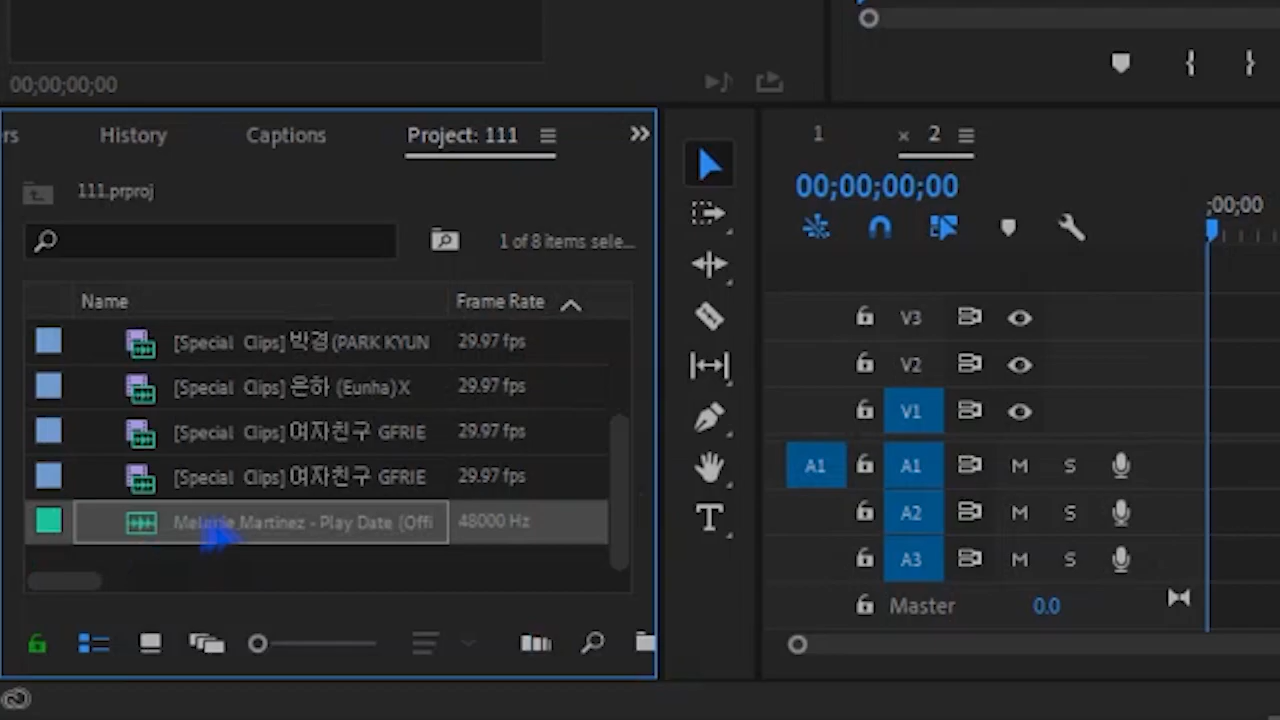 00;00;00;00
rs History Captions Project: 111
111.prproj
1 of 8 items sele...
Name Frame Rate
[Special Clips] 박경(PARK KYUN 29.97 fps
[Special Clips] 은하 (Eunha)X 29.97 fps
[Special Clips] 여자친구 GFRIE 29.97 fps
[Special Clips] 여자친구 GFRIE 29.97 fps
Melanie Martinez - Play Date (Offi 48000 Hz
1 × 2
00;00;00;00
;00;00
V3
V2
V1
A1 A1 M S
A2 M S
A3 M S
Master 0.0